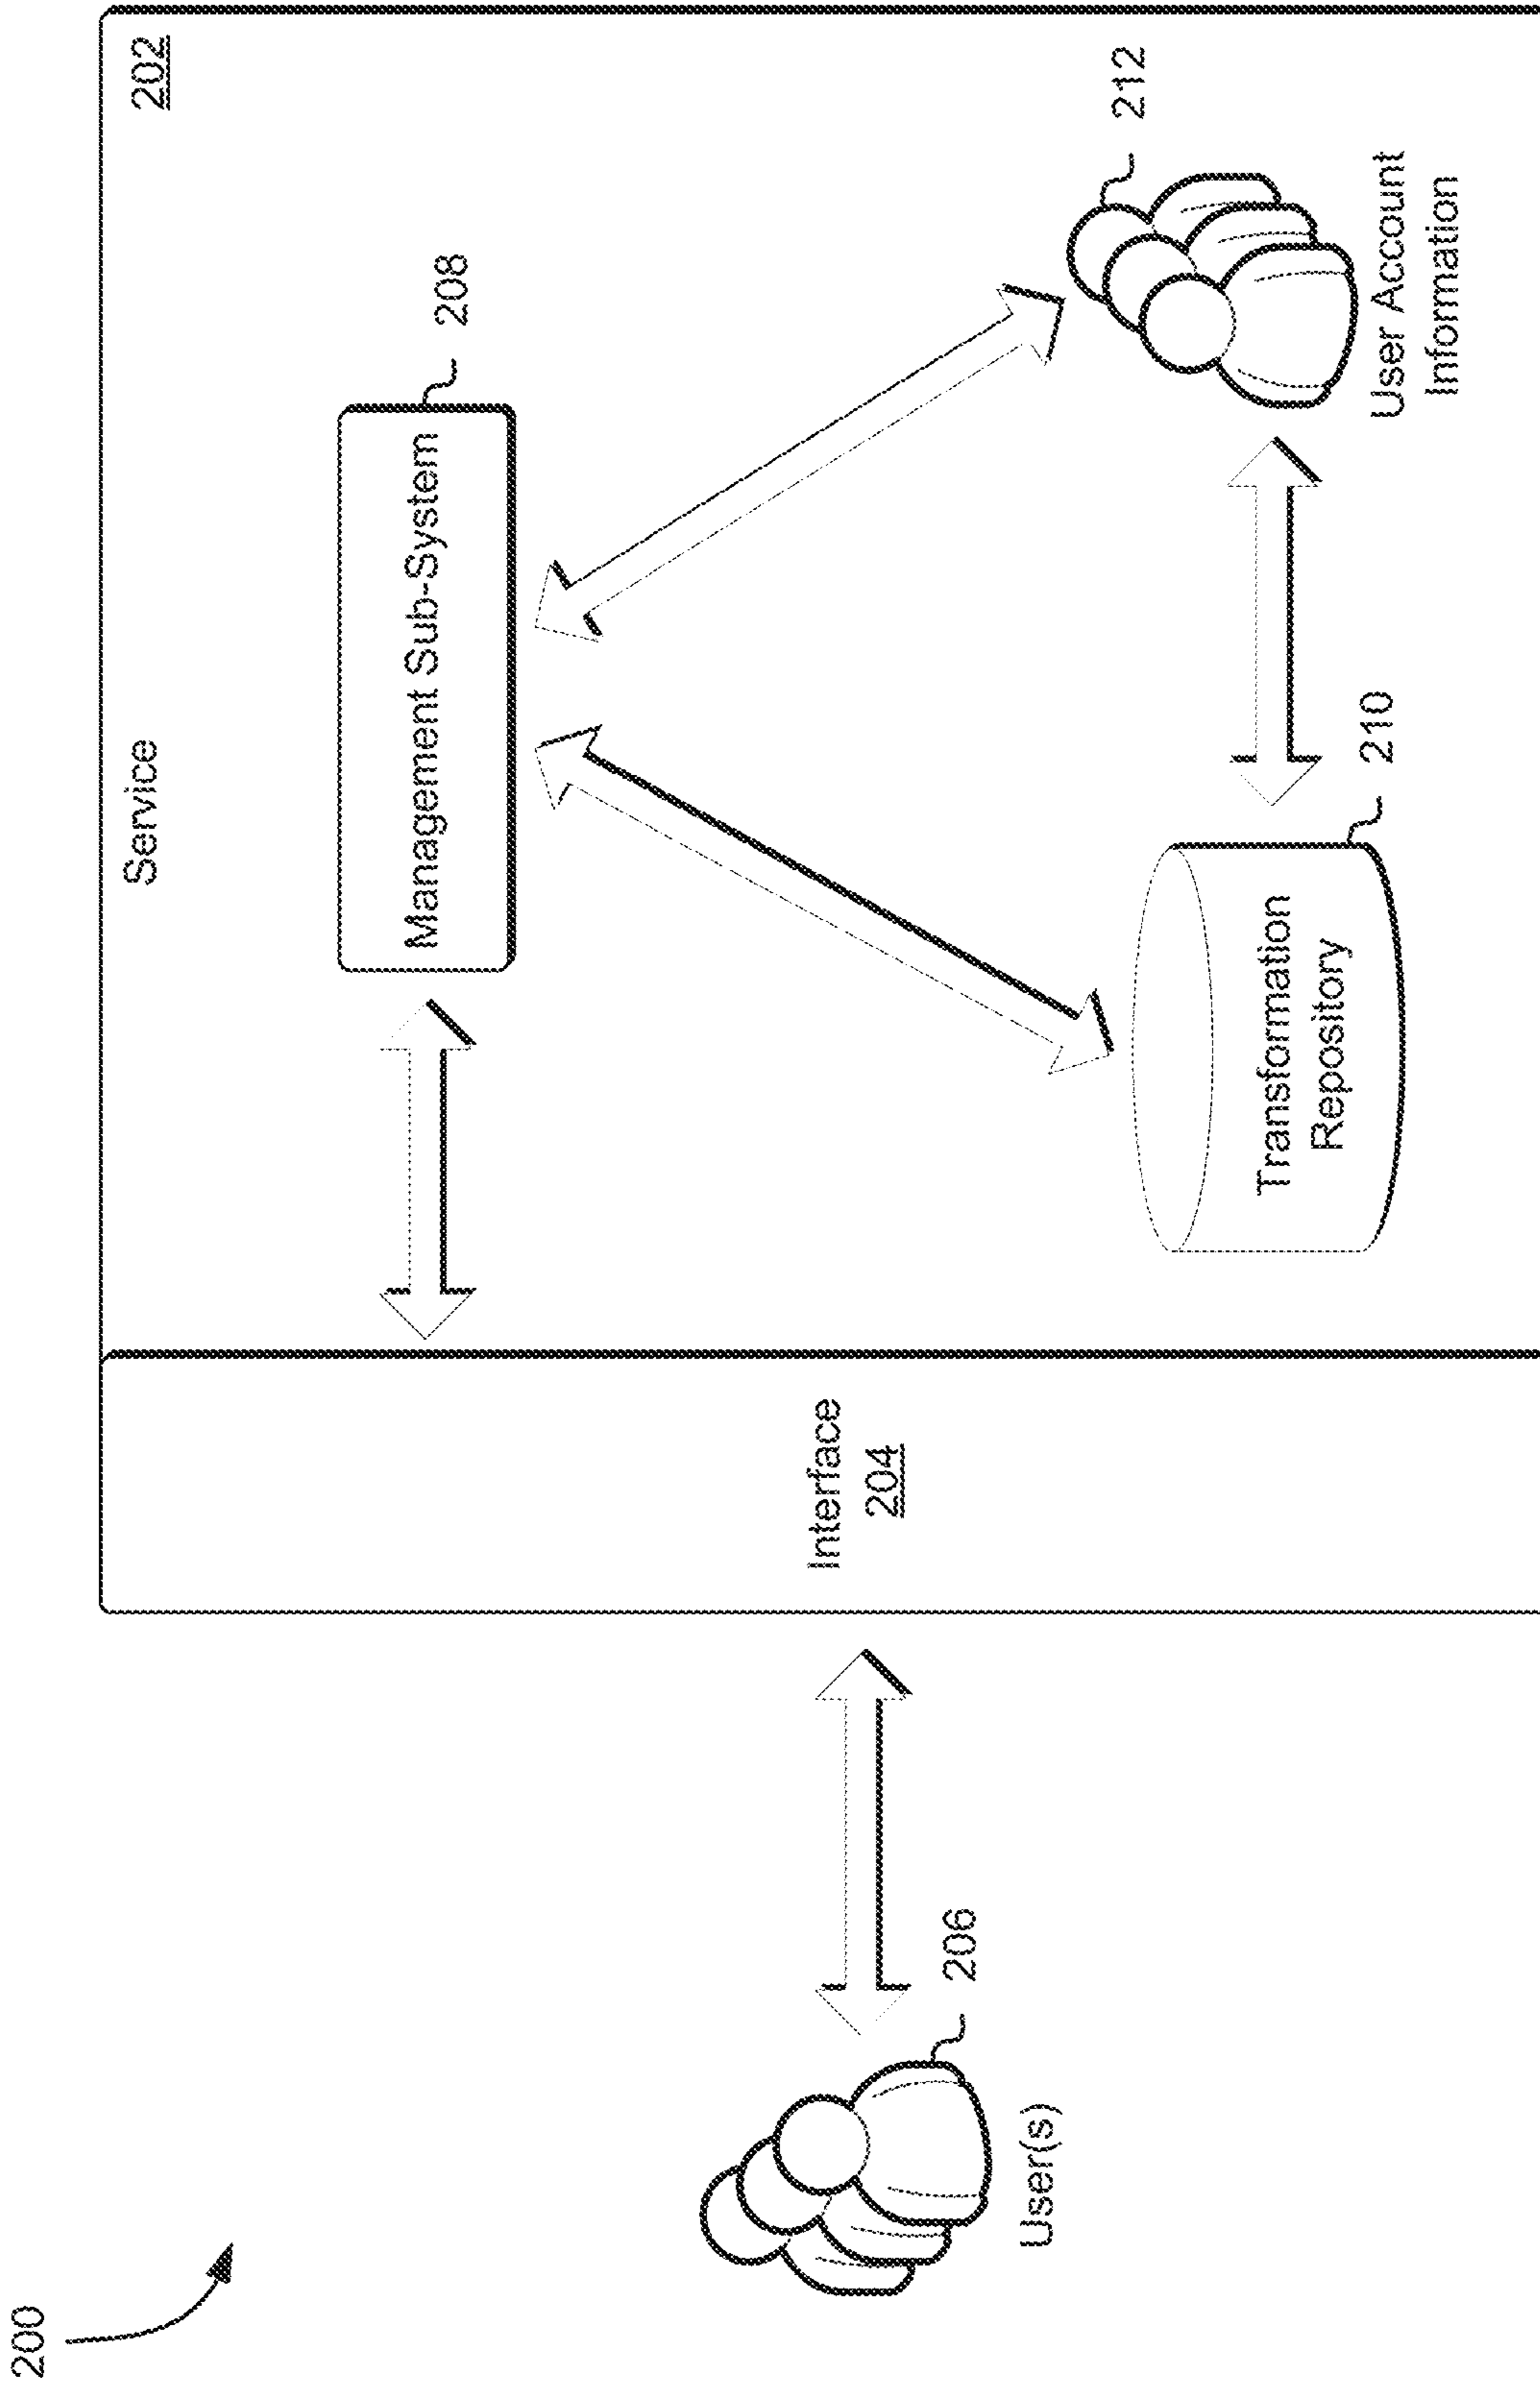 200
Service
202
Management Sub-System
208
Interface
204
206
User(s)
212
210
Transformation
Repository
User Account
Information